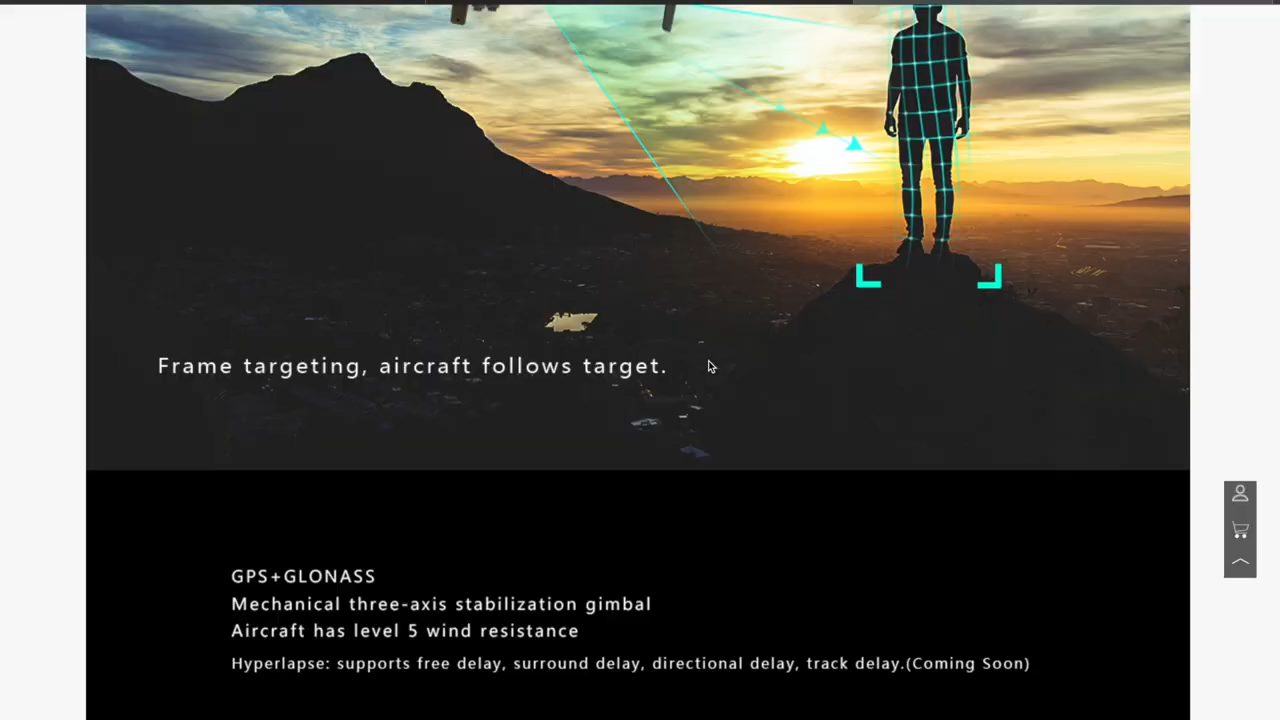 Frame targeting, aircraft follows target.
GPS+GLONASS
Mechanical three-axis stabilization gimbal
Aircraft has level 5 wind resistance
Hyperlapse: supports free delay, surround delay, directional delay, track delay.(Coming Soon)